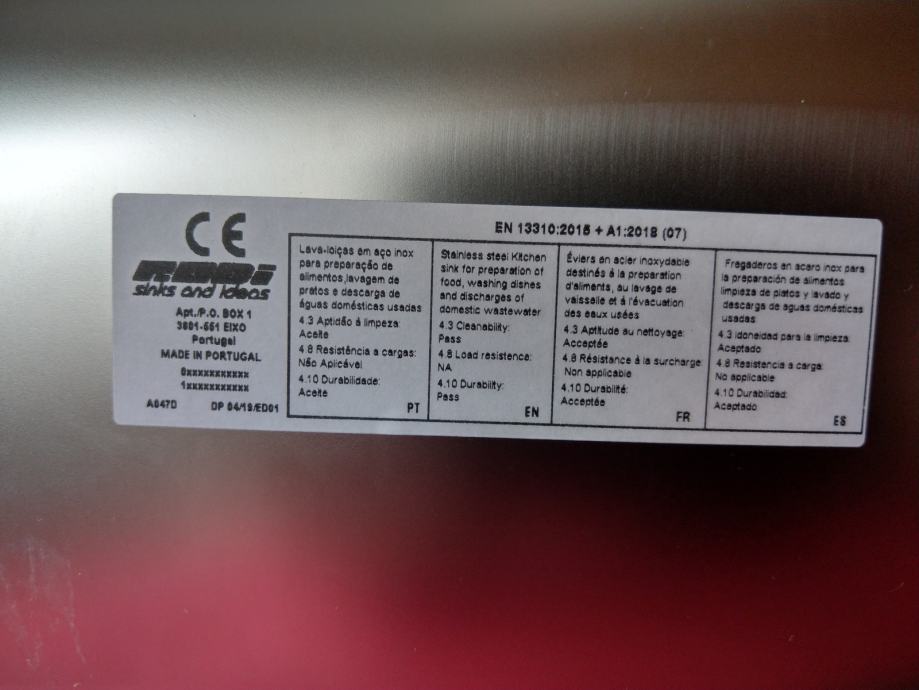 CE
EN 13310:2015 + A1:2018 (07)
RODI
sinks and ideas
Apt./P.O. BOX 1
3801-551 EIXO
Portugal
MADE IN PORTUGAL
0xxxxxxxxxxx
1xxxxxxxxxxx
A047D DP 04/19/ED01
Lava-loiças em aço inox
para preparação de
alimentos,lavagem de
pratos e descarga de
águas domésticas usadas
4.3 Aptidão à limpeza:
Aceite
4.8 Resistência a cargas:
Não Aplicável
4.10 Durabilidade:
Aceite
PT
Stainless steel Kitchen
sink for preparation of
food, washing dishes
and discharges of
domestic wastewater
4.3 Cleanability:
Pass
4.8 Load resistence:
NA
4.10 Durability:
Pass
EN
Éviers en acier inoxydable
destinés à la preparation
d'aliments, au lavage de
vaisselle et à l'évacuation
des eaux usées
4.3 Aptitude au nettoyage:
Acceptée
4.8 Résistance à la surcharge
Non applicable
4.10 Durabilité:
Acceptée
FR
Fregaderos en acero inox para
la preparación de alimentos
limpieza de platos y lavado y
descarga de aguas domésticas
usadas
4.3 idoneidad para la limpieza:
Aceptado
4.8 Resistencia a carga:
No applicable
4.10 Durabilidad:
Aceptado
ES